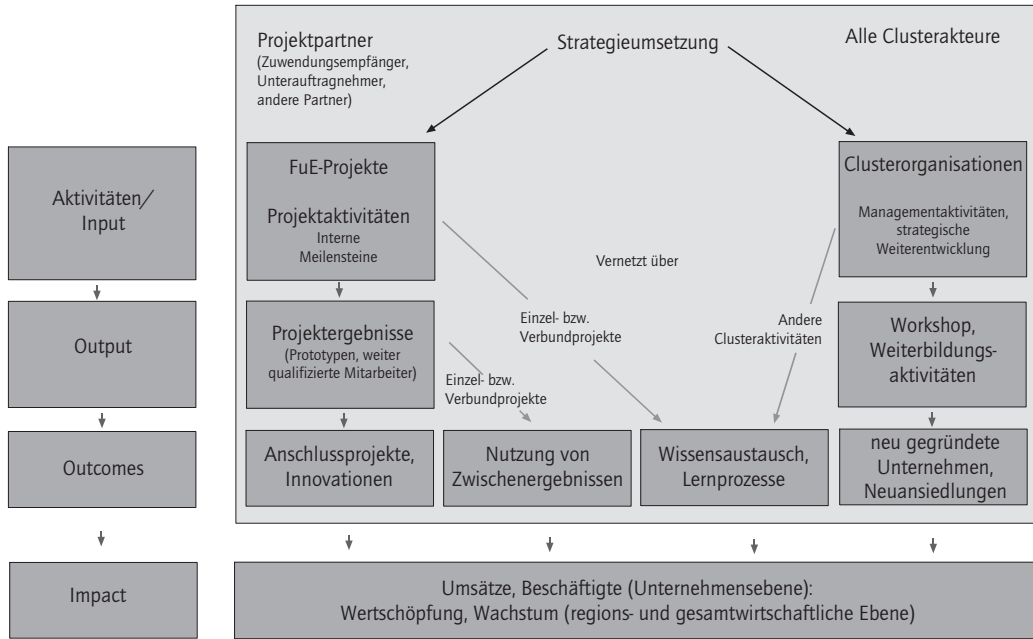 Projektpartner
(Zuwendungsempfänger,
Unterauftragnehmer,
andere Partner)
Strategieumsetzung
Alle Clusterakteure
Aktivitäten/
Input
FuE-Projekte
Projektaktivitäten
Interne
Meilensteine
Clusterorganisationen
Managementaktivitäten,
strategische
Weiterentwicklung
Vernetzt über
Einzel- bzw.
Verbundprojekte
Andere
Clusteraktivitäten
Output
Projektergebnisse
(Prototypen, weiter
qualifizierte Mitarbeiter)
Einzel- bzw.
Verbundprojekte
Workshop,
Weiterbildungs-
aktivitäten
Outcomes
Anschlussprojekte,
Innovationen
Nutzung von
Zwischenergebnissen
Wissensaustausch,
Lernprozesse
neu gegründete
Unternehmen,
Neuansiedlungen
Impact
Umsätze, Beschäftigte (Unternehmensebene):
Wertschöpfung, Wachstum (regions- und gesamtwirtschaftliche Ebene)